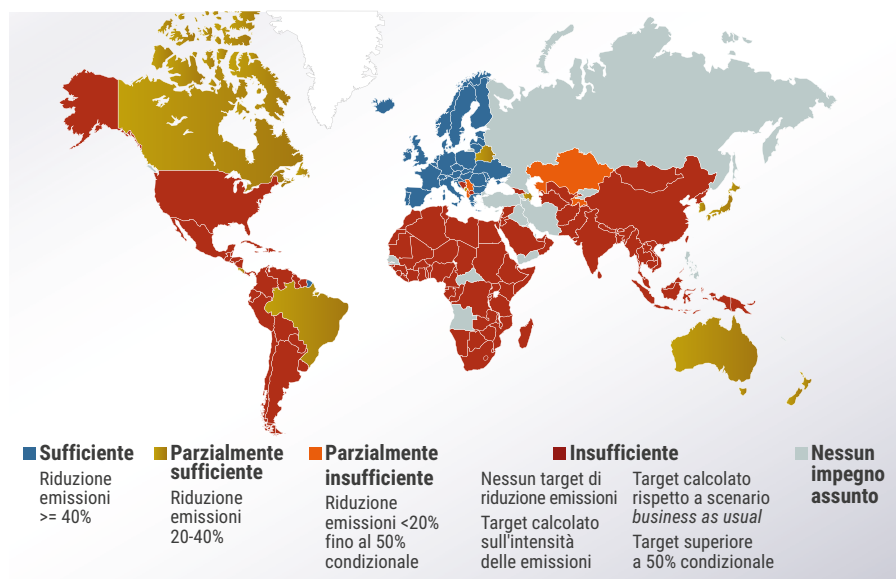 Sufficiente
Riduzione
emissioni
>= 40%
Parzialmente
sufficiente
Riduzione
emissioni
20-40%
Parzialmente
insufficiente
Riduzione
emissioni <20%
fino al 50%
condizionale
Insufficiente
Nessun target di
riduzione emissioni
Target calcolato
sull'intensità
delle emissioni
Target calcolato
rispetto a scenario
business as usual
Target superiore
a 50% condizionale
Nessun
impegno
assunto